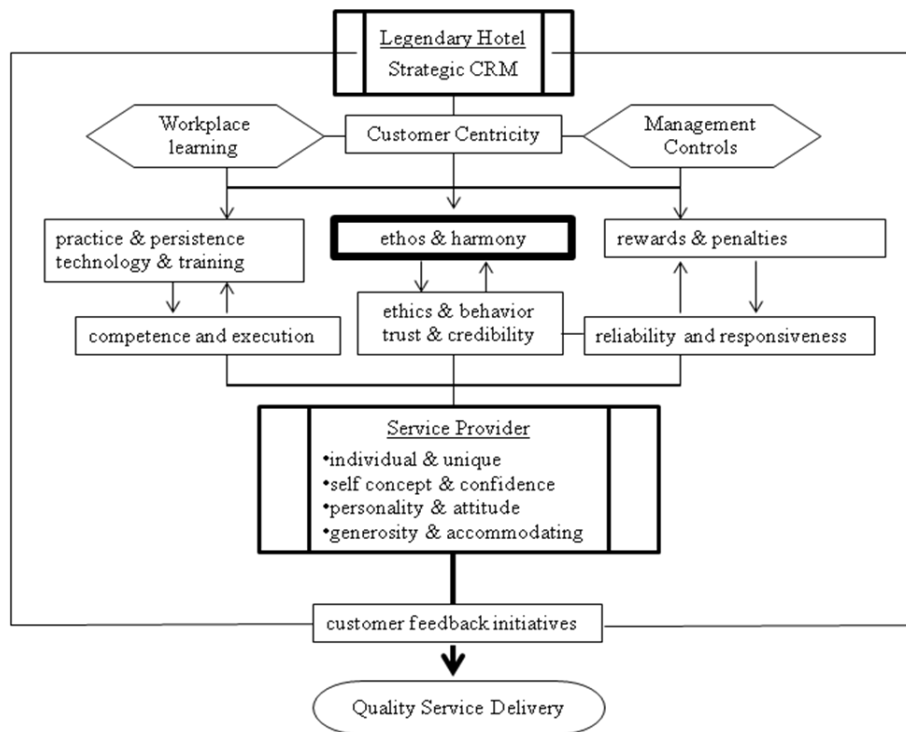 Legendary Hotel
Strategic CRM
Workplace
learning
Customer Centricity
Management
Controls
practice & persistence
technology & training
ethos & harmony
rewards & penalties
competence and execution
ethics & behavior
trust & credibility
reliability and responsiveness
Service Provider
•individual & unique
•self concept & confidence
•personality & attitude
•generosity & accommodating
customer feedback initiatives
Quality Service Delivery